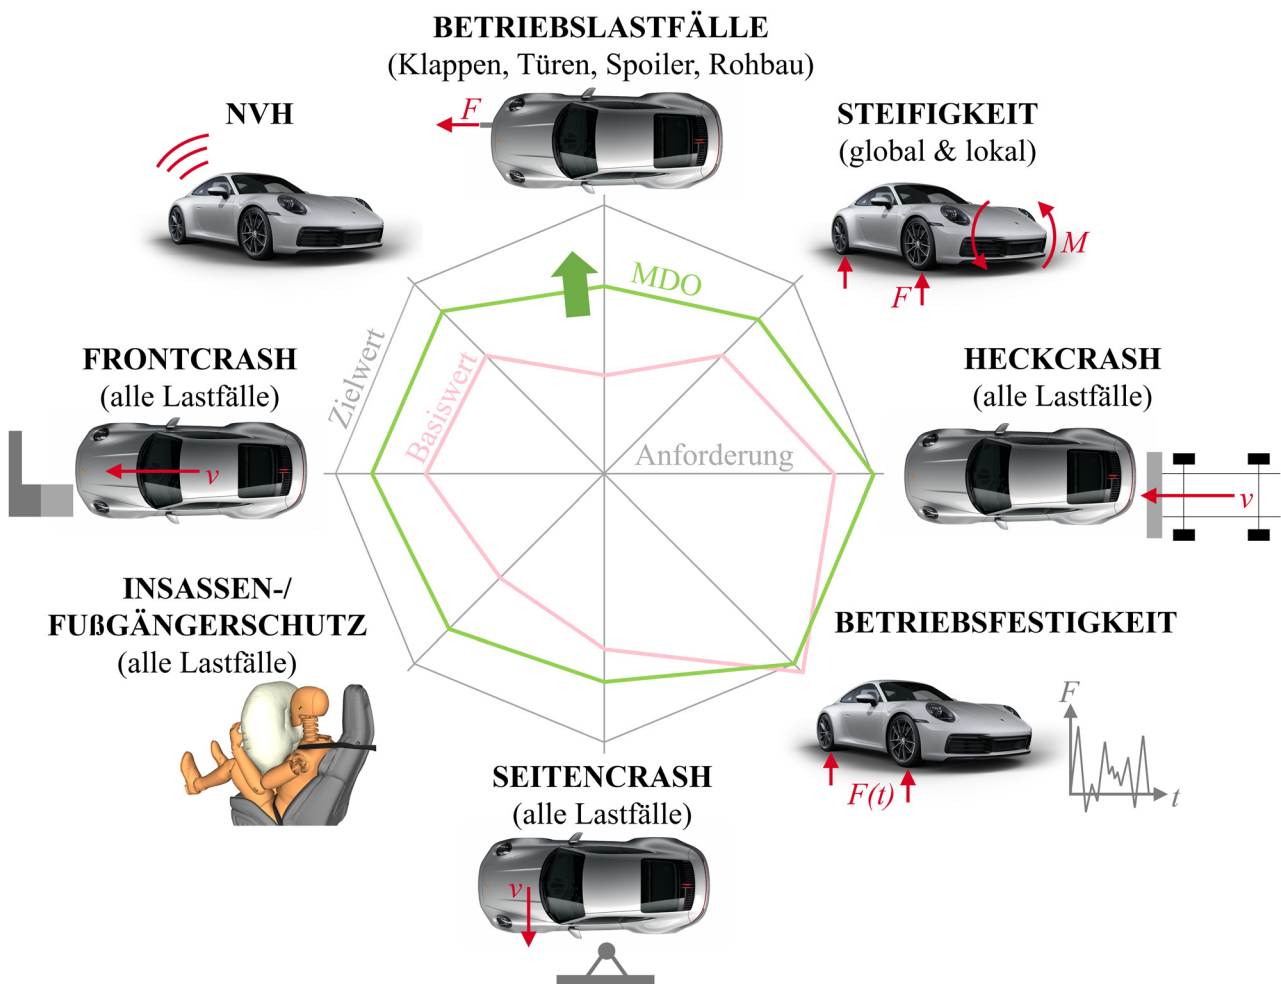 BETRIEBSLASTFÄLLE
(Klappen, Türen, Spoiler, Rohbau)
F
NVH
STEIFIGKEIT
(global & lokal)
M
F
MDO
Zielwert
Basiswert
Anforderung
FRONTCRASH
(alle Lastfälle)
v
HECKCRASH
(alle Lastfälle)
v
INSASSEN-/
FUßGÄNGERSCHUTZ
(alle Lastfälle)
BETRIEBSFESTIGKEIT
F(t)
F
t
SEITENCRASH
(alle Lastfälle)
v